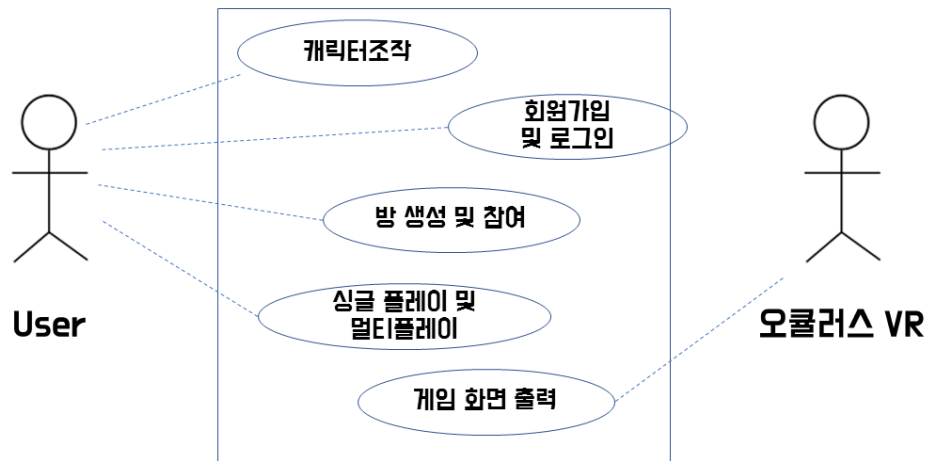 캐릭터조작
회원가입
및 로그인
방 생성 및 참여
싱글 플레이 및
멀티플레이
게임 화면 출력
User
오큘러스 VR